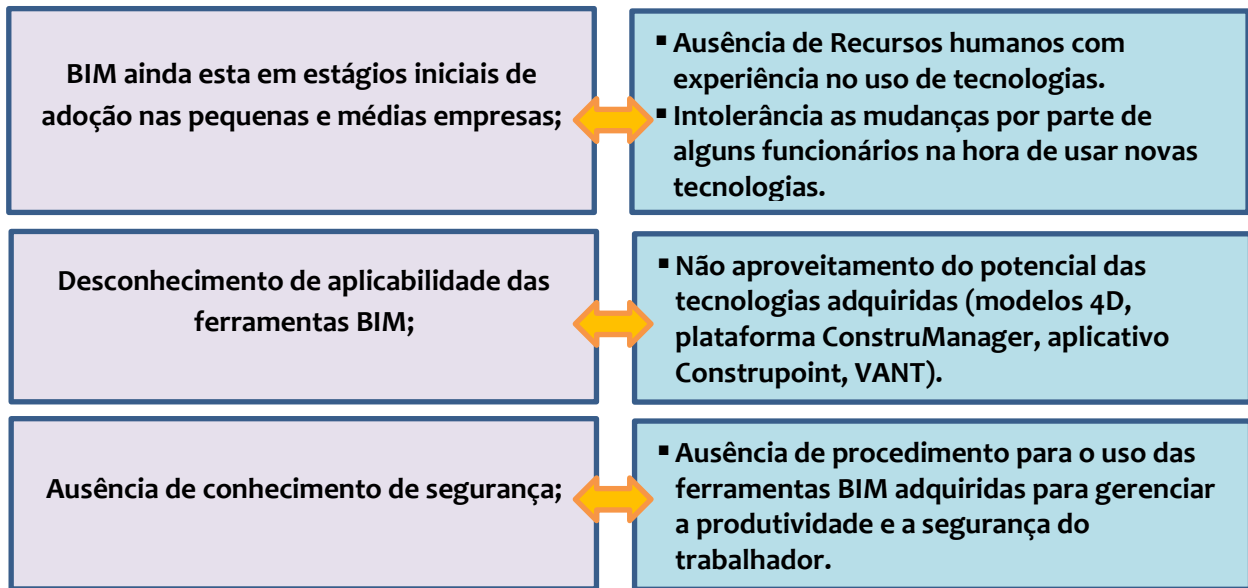 BIM ainda esta em estágios iniciais de
adoção nas pequenas e médias empresas;
▪ Ausência de Recursos humanos com
experiência no uso de tecnologias.
▪ Intolerância as mudanças por parte de
alguns funcionários na hora de usar novas
tecnologias.
Desconhecimento de aplicabilidade das
ferramentas BIM;
▪ Não aproveitamento do potencial das
tecnologias adquiridas (modelos 4D,
plataforma ConstruManager, aplicativo
Construpoint, VANT).
Ausência de conhecimento de segurança;
▪ Ausência de procedimento para o uso das
ferramentas BIM adquiridas para gerenciar
a produtividade e a segurança do
trabalhador.